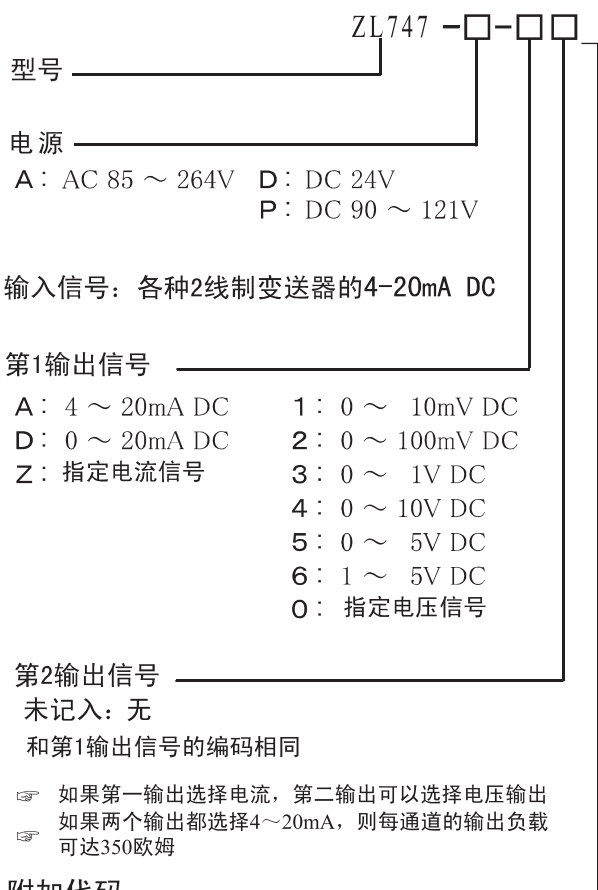 ZL747 -□-□□
型号
电源
A: AC 85 ～ 264V D: DC 24V
P: DC 90 ～ 121V
输入信号：各种2线制变送器的4-20mA DC
第1输出信号
A: 4 ～ 20mA DC 1: 0 ～ 10mV DC
D: 0 ～ 20mA DC 2: 0 ～ 100mV DC
Z: 指定电流信号 3: 0 ～ 1V DC
4: 0 ～ 10V DC
5: 0 ～ 5V DC
6: 1 ～ 5V DC
0: 指定电压信号
第2输出信号
未记入：无
和第1输出信号的编码相同
☞ 如果第一输出选择电流，第二输出可以选择电压输出
☞ 如果两个输出都选择4～20mA，则每通道的输出负载
可达350欧姆
附加代码